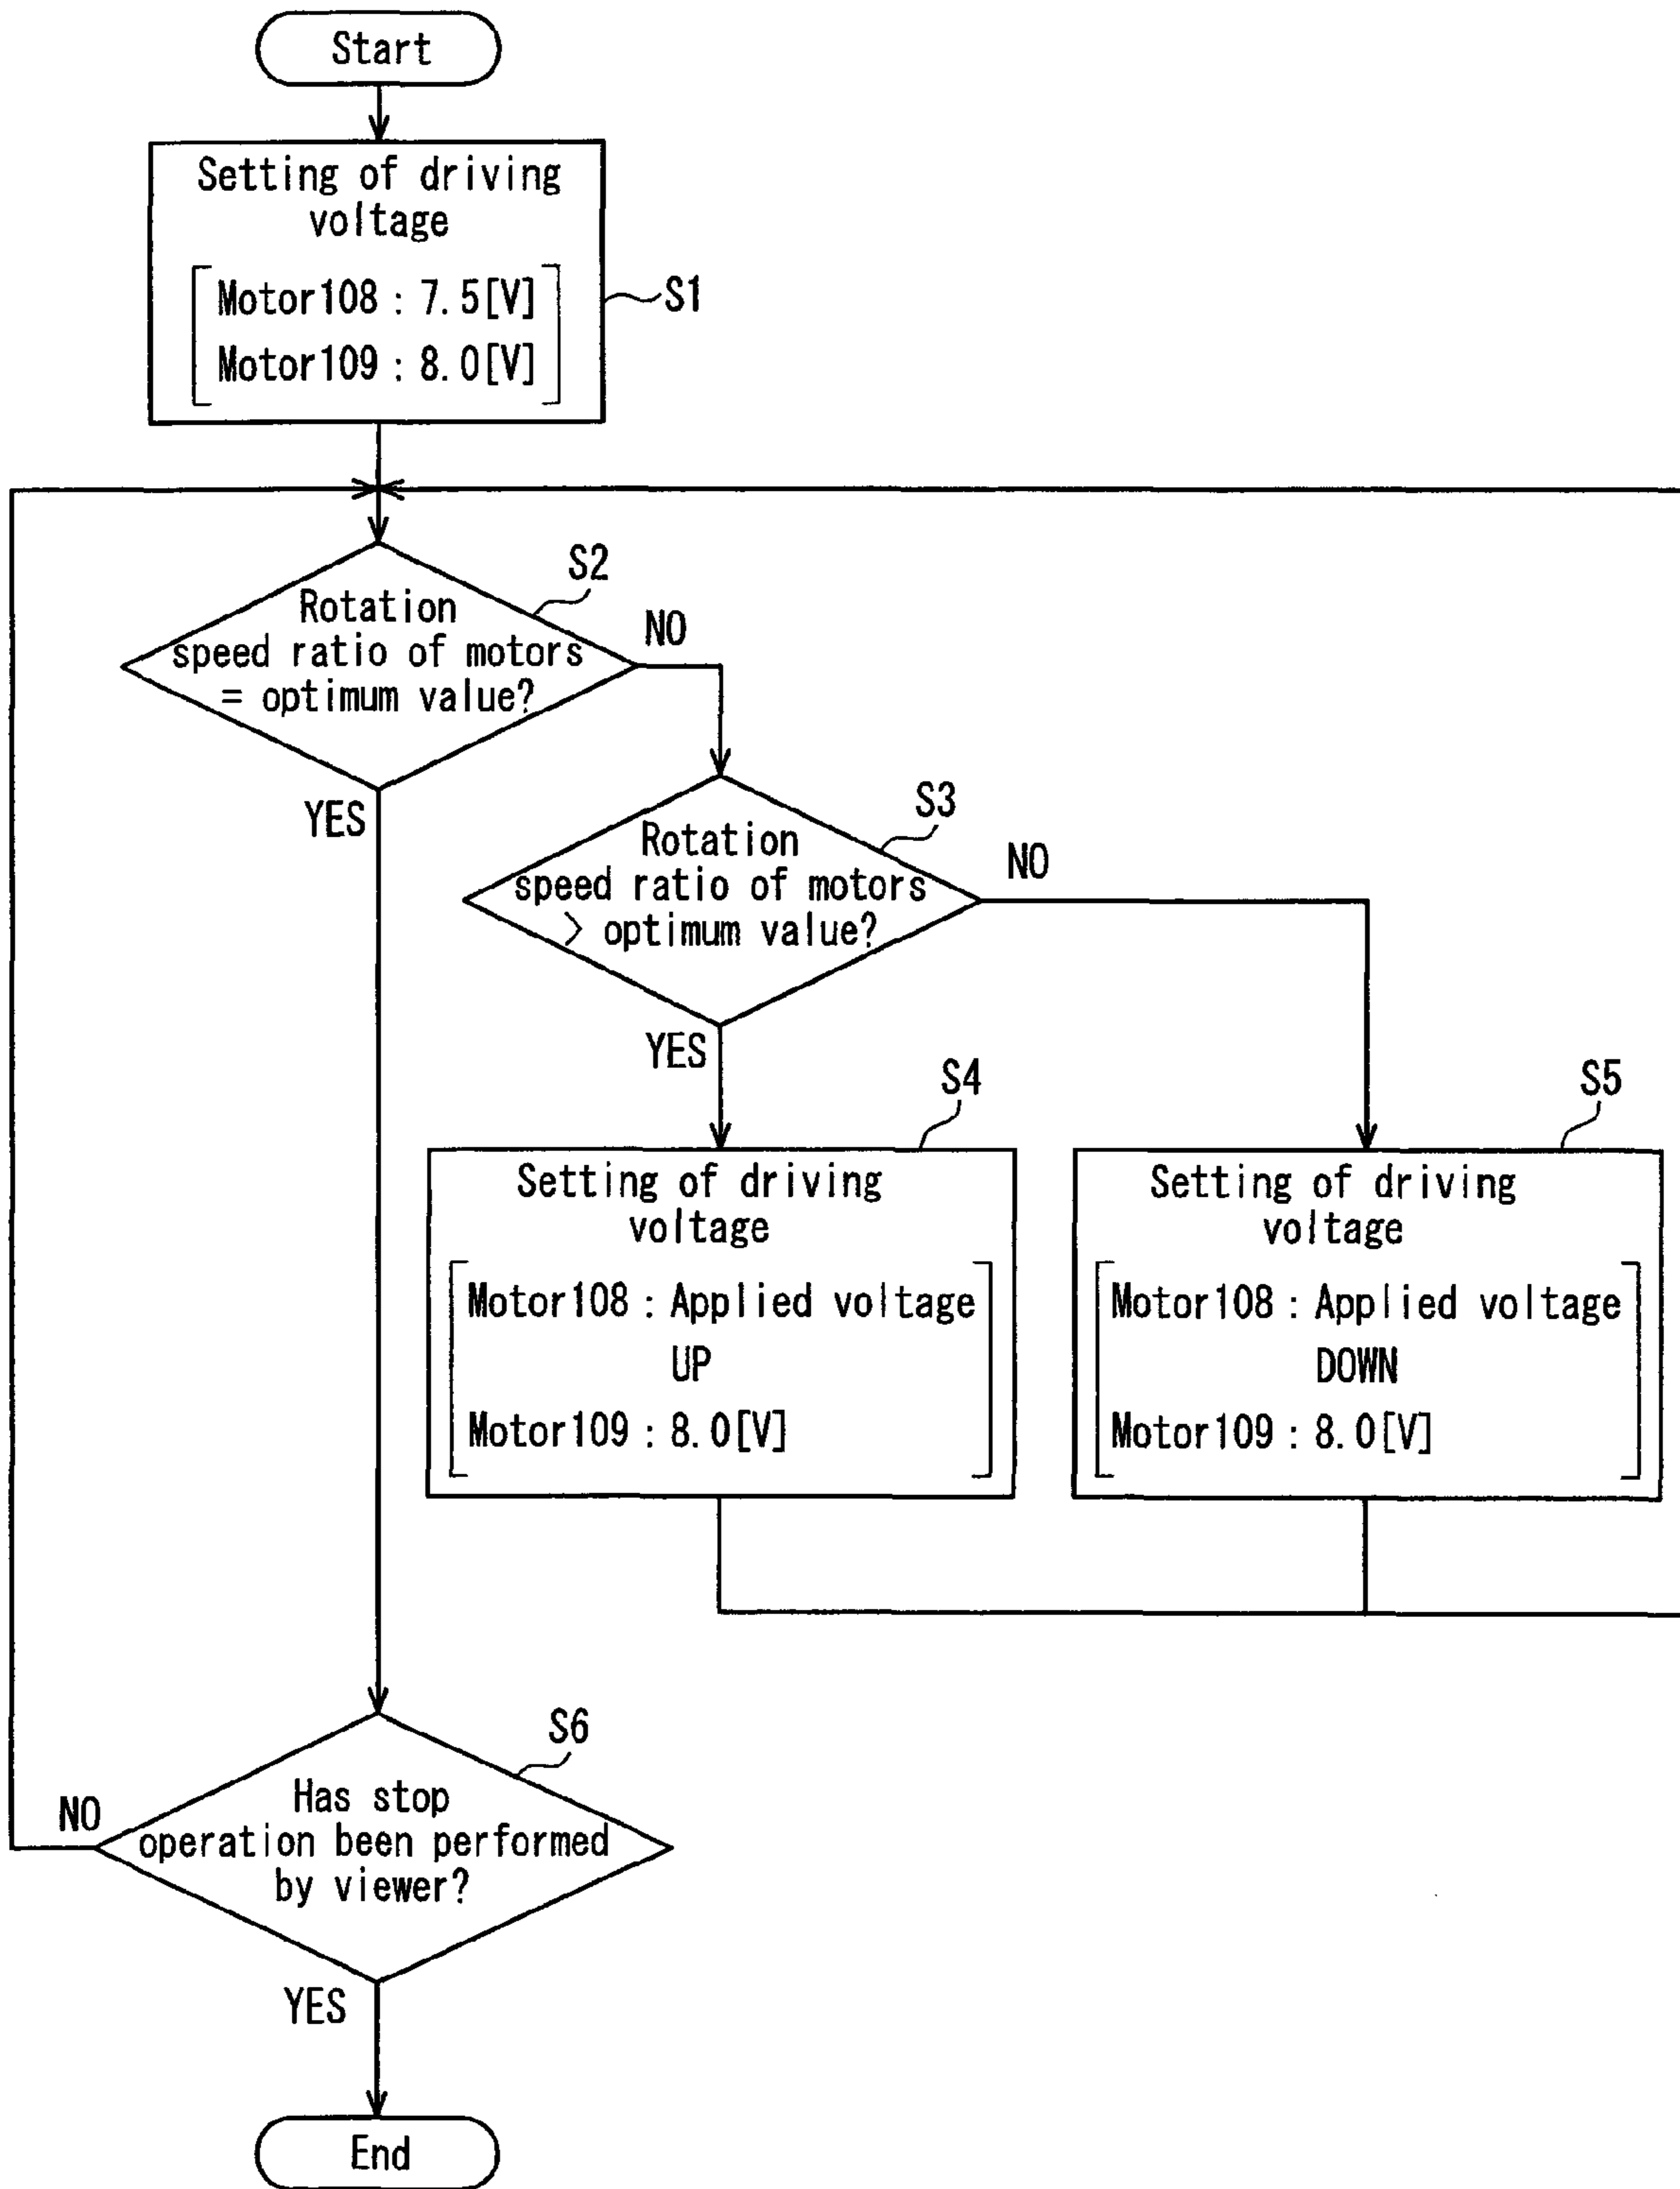 Start
Setting of driving
voltage
Motor108 : 7.5[V]
Motor109 : 8.0[V]
S1
S2
Rotation
speed ratio of motors
= optimum value?
NO
YES
S3
Rotation
speed ratio of motors
> optimum value?
NO
YES
S4
Setting of driving
voltage
Motor108 : Applied voltage
UP
Motor109 : 8.0[V]
S5
Setting of driving
voltage
Motor108 : Applied voltage
DOWN
Motor109 : 8.0[V]
S6
Has stop
operation been performed
by viewer?
NO
YES
End